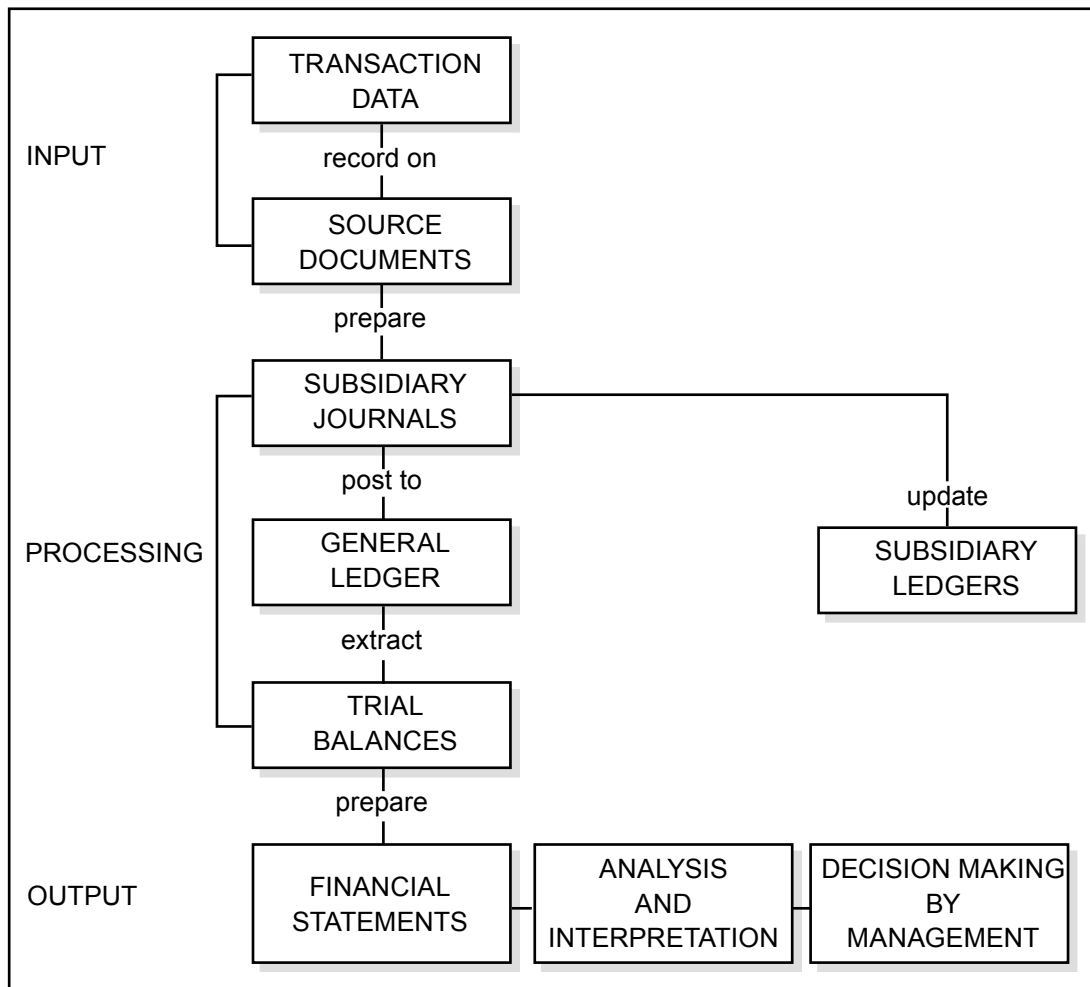 TRANSACTION
DATA
INPUT
record on
SOURCE
DOCUMENTS
prepare
SUBSIDIARY
JOURNALS
post to
update
PROCESSING
GENERAL
LEDGER
SUBSIDIARY
LEDGERS
extract
TRIAL
BALANCES
prepare
OUTPUT
FINANCIAL
STATEMENTS
ANALYSIS
AND
INTERPRETATION
DECISION MAKING
BY
MANAGEMENT